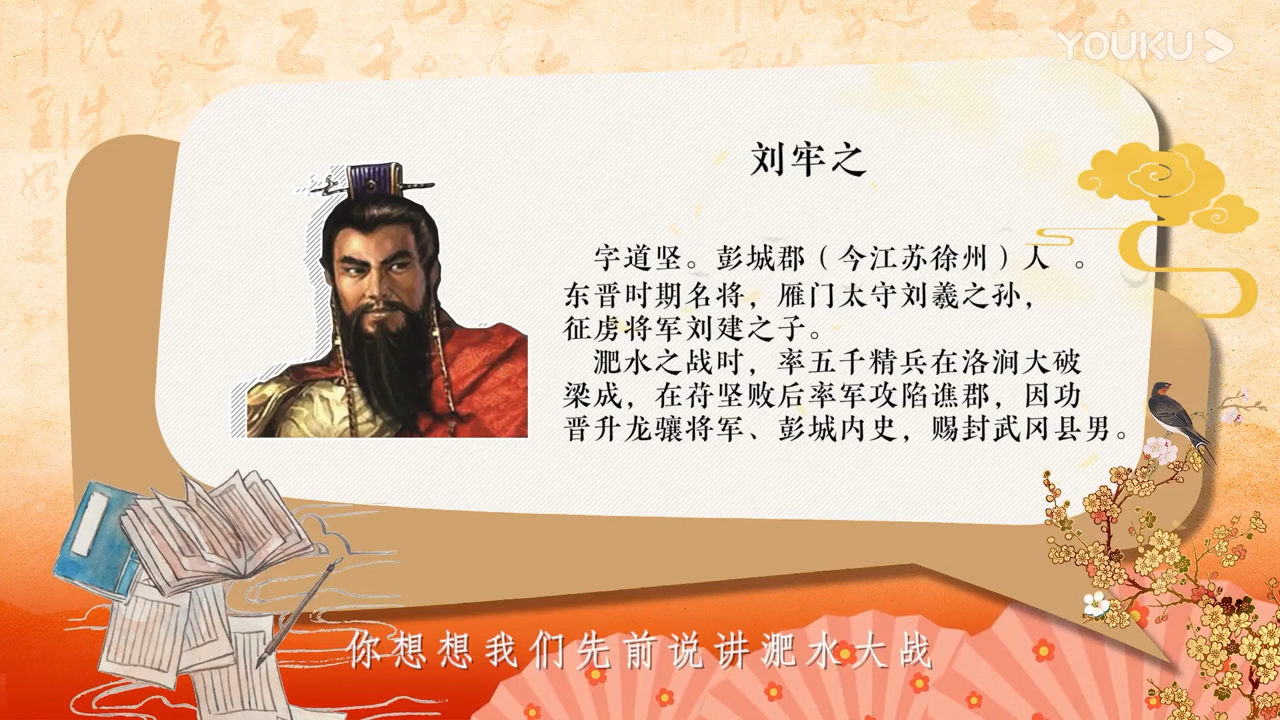 YOUKU
刘牢之
字道坚。彭城郡（今江苏徐州）人 。
东晋时期名将，雁门太守刘羲之孙，
征虏将军刘建之子。
淝水之战时，率五千精兵在洛涧大破
梁成，在苻坚败后率军攻陷谯郡，因功
晋升龙骧将军、彭城内史，赐封武冈县男。
你想想我们先前说讲淝水大战